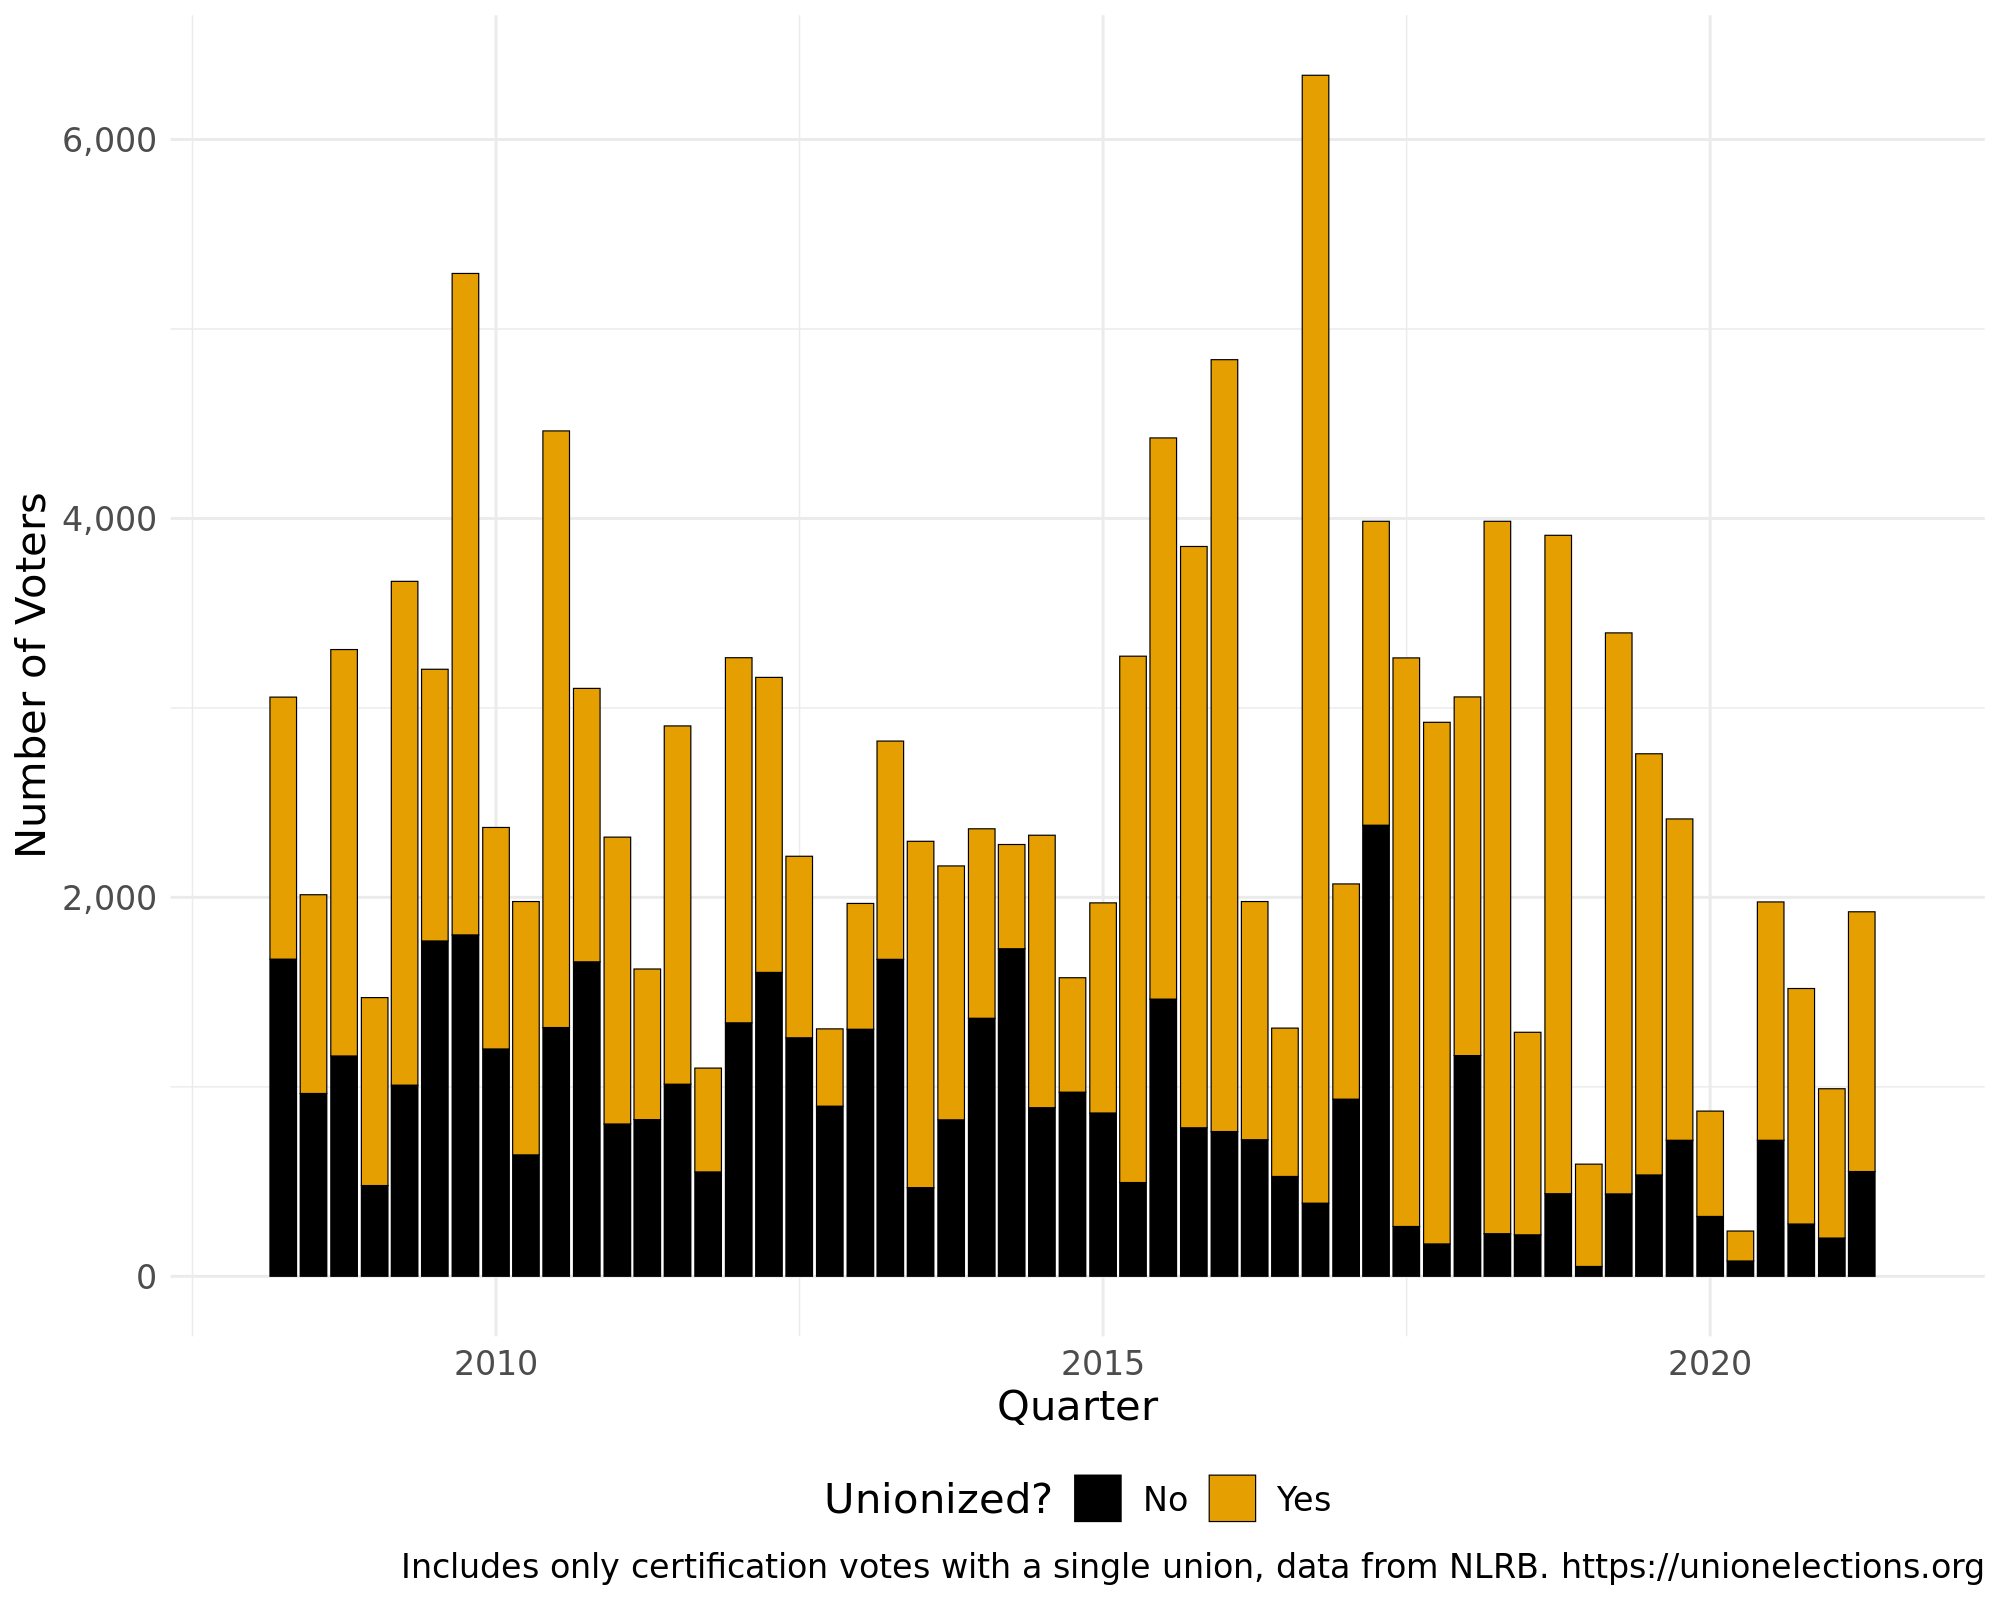 6,000
4,000
2,000
0
Number of Voters
2010
2015
2020
Quarter
Unionized?
No
Yes
Includes only certification votes with a single union, data from NLRB. https://unionelections.org